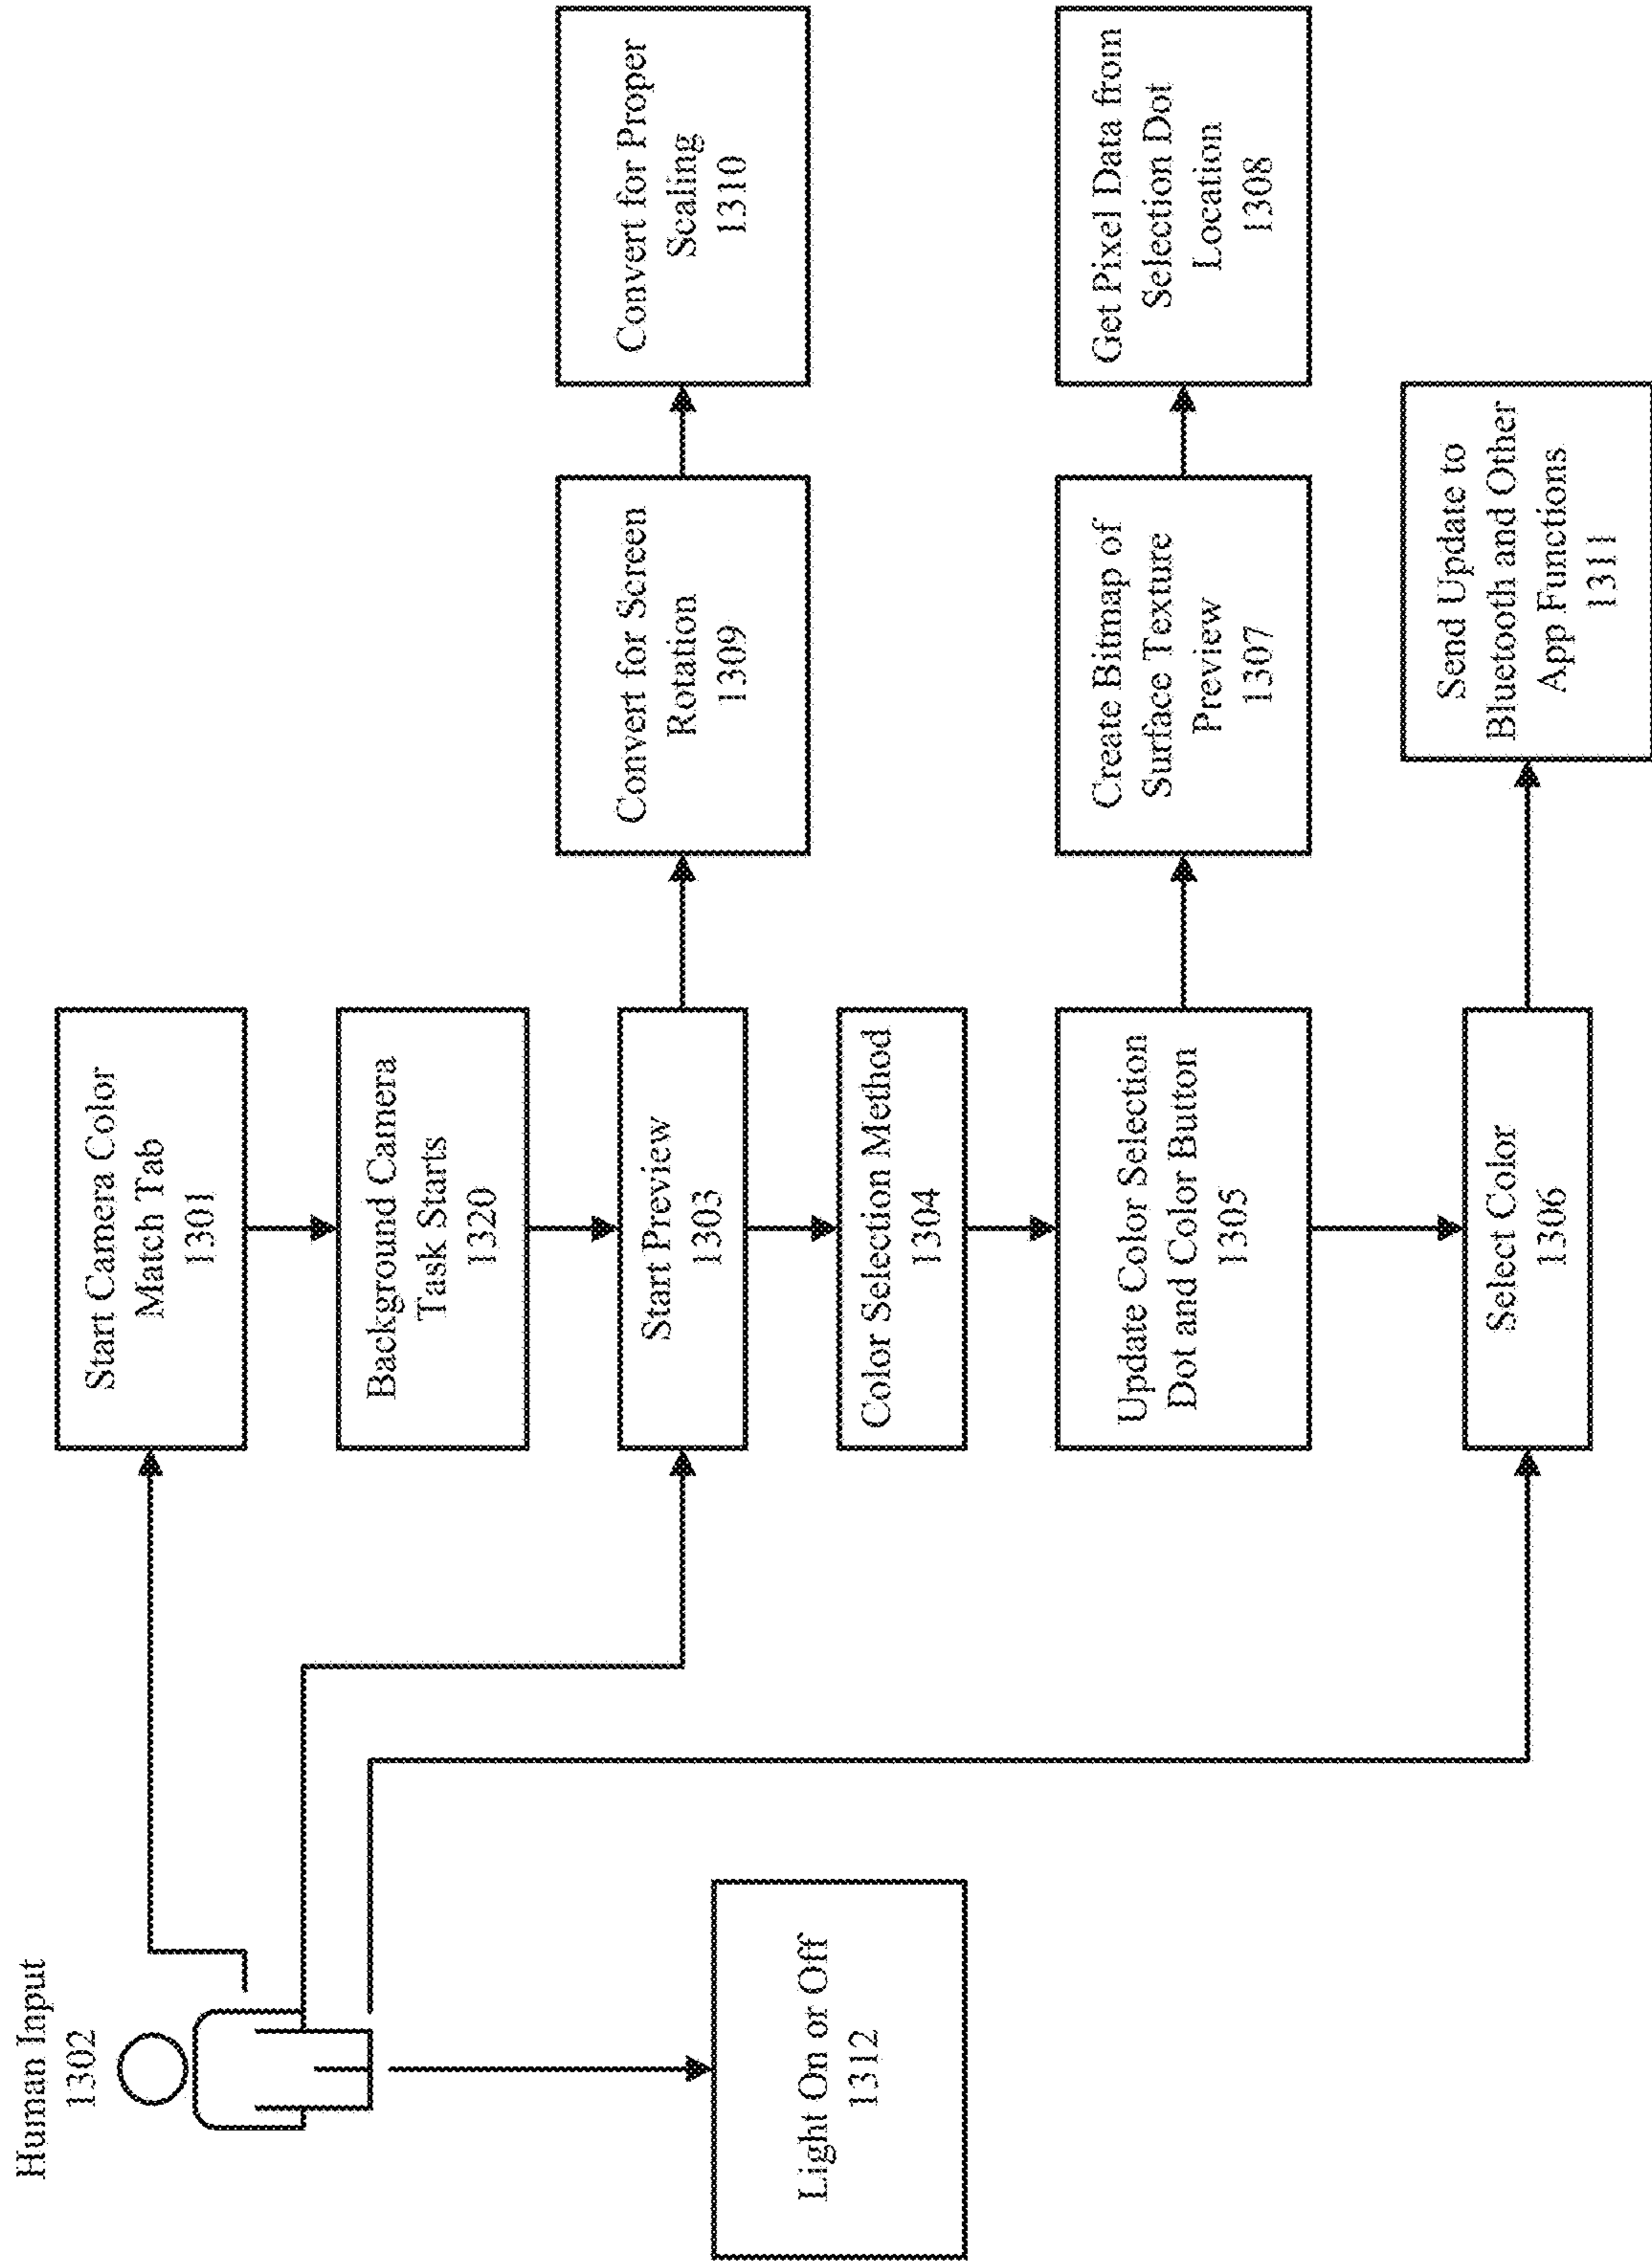 Human Input
1302
Start Camera Color
Match Tab
1301
Background Camera
Task Starts
1320
Start Preview
1303
Convert for Screen
Rotation
1309
Convert for Proper
Scaling
1310
Light On or Off
1312
Color Selection Method
1304
Update Color Selection
Dot and Color Button
1305
Create Bitmap of
Surface Texture
Preview
1307
Get Pixel Data from
Selection Dot
Location
1308
Select Color
1306
Send Update to
Bluetooth and Other
App Functions
1311